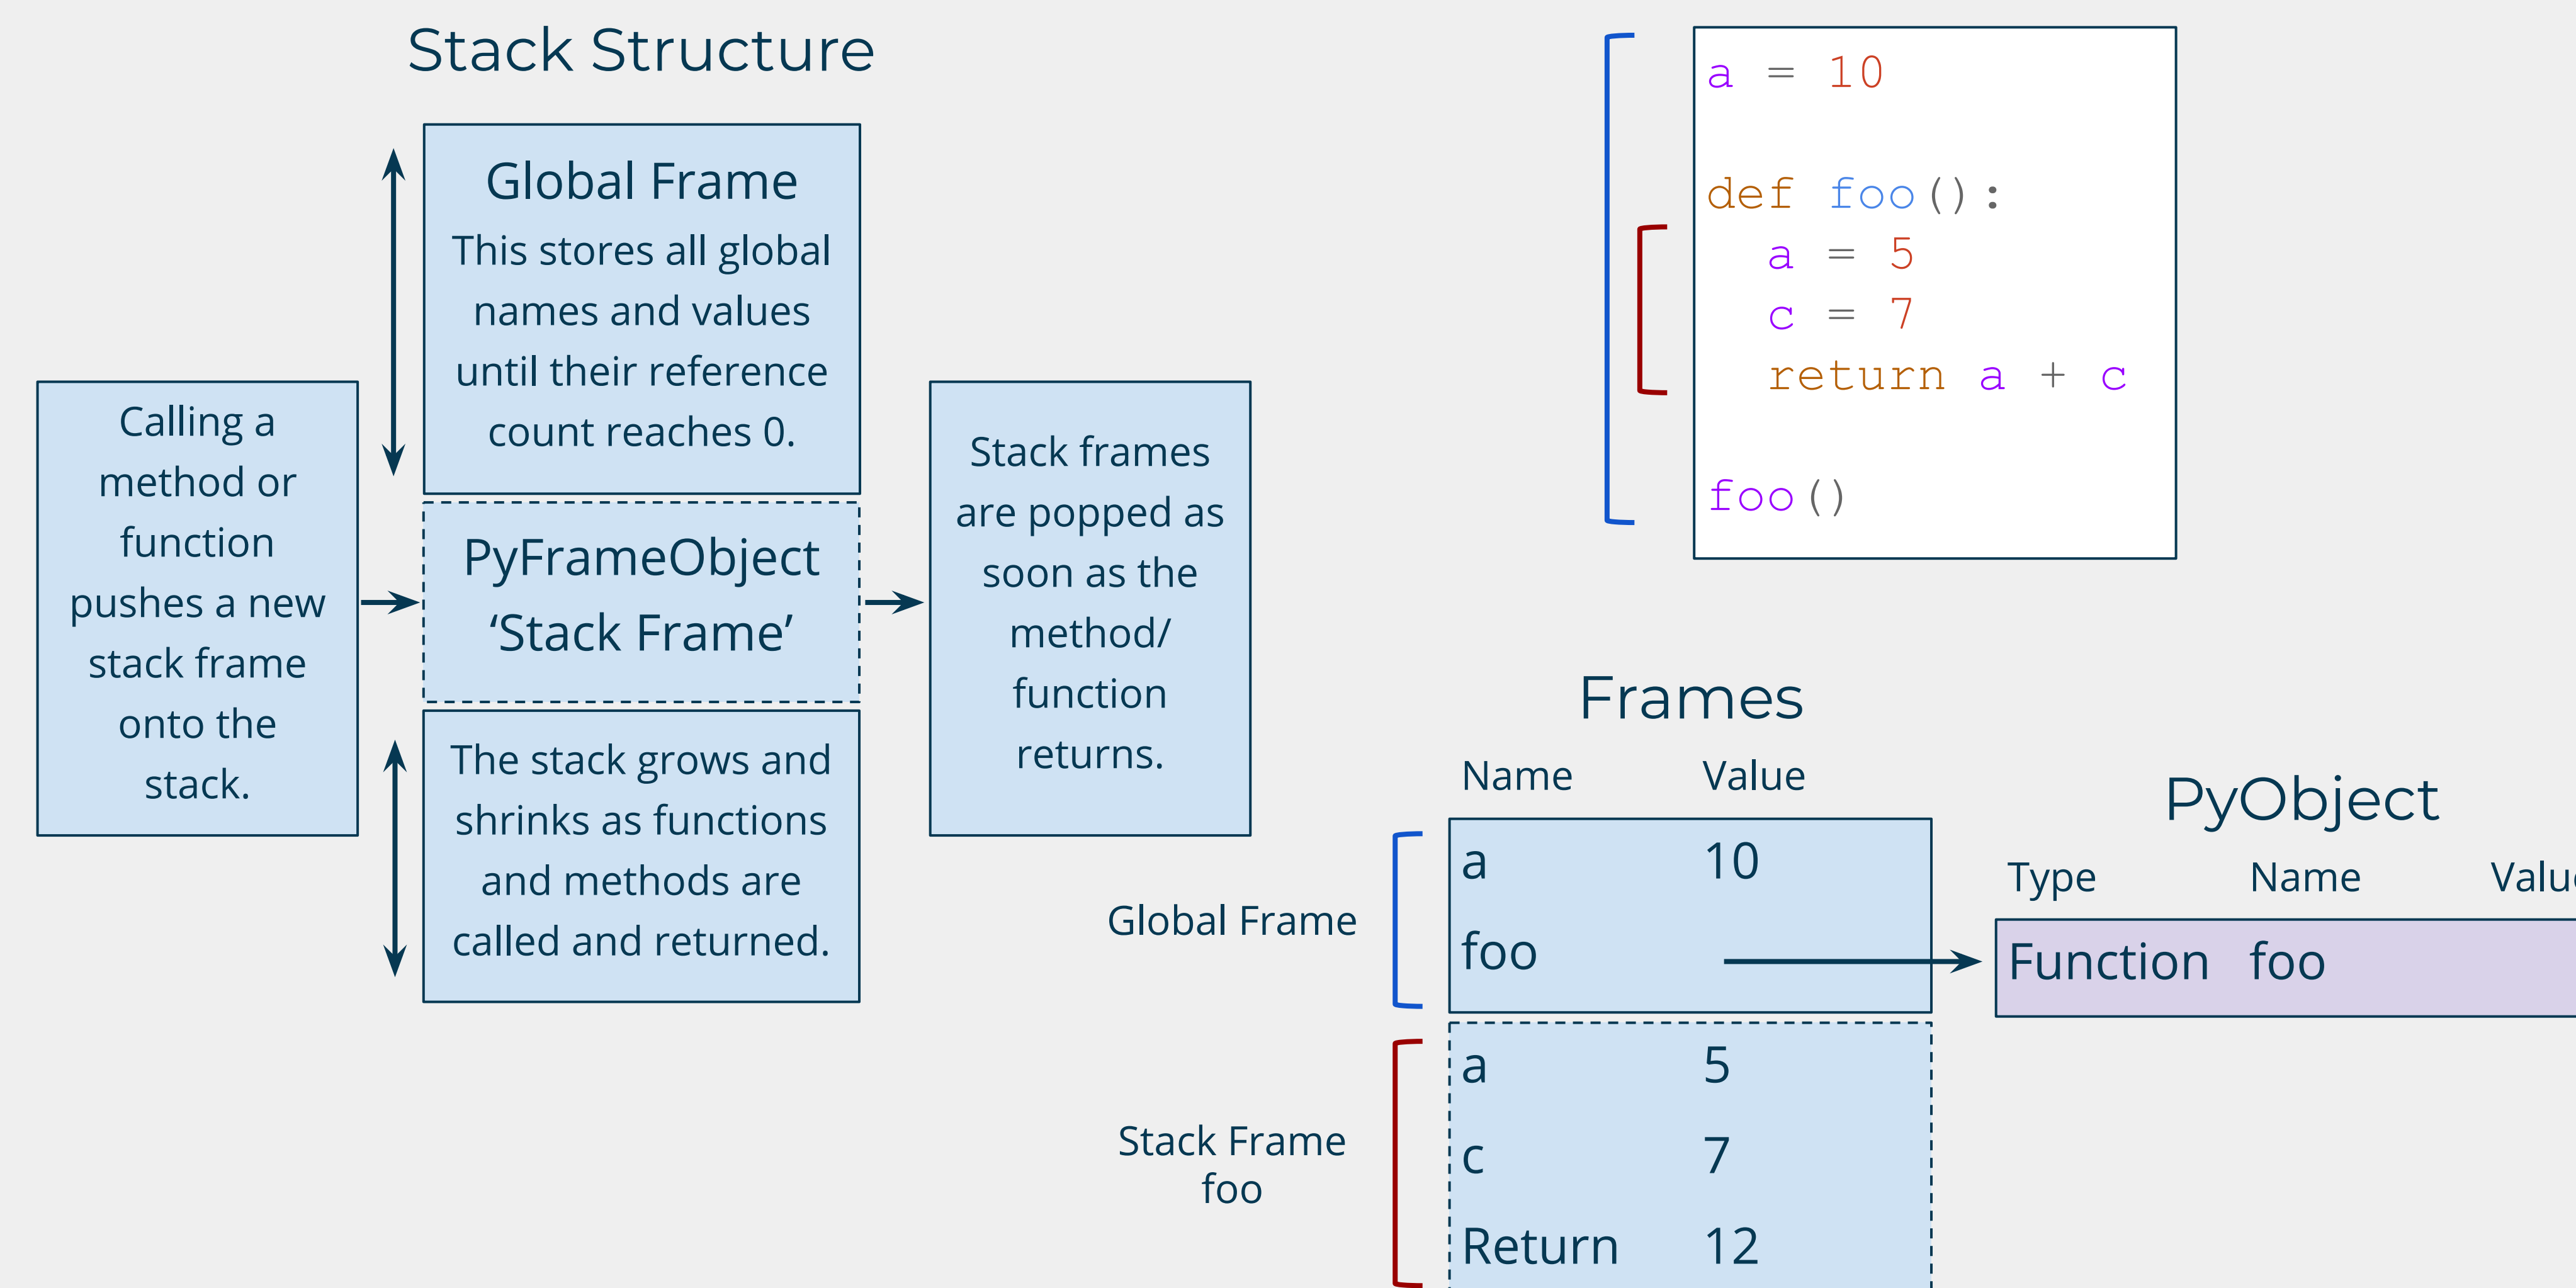 Stack Structure
Global Frame
This stores all global
names and values
until their reference
count reaches 0.
Calling a
method or
function
pushes a new
stack frame
onto the
stack.
PyFrameObject
‘Stack Frame’
Stack frames
are popped as
soon as the
method/
function
returns.
The stack grows and
shrinks as functions
and methods are
called and returned.
a = 10
def foo():
  a = 5
  c = 7
  return a + c
foo()
Frames
Name Value
Global Frame
a 10
foo
Stack Frame
foo
a 5
c 7
Return 12
PyObject
Type Name
Function foo